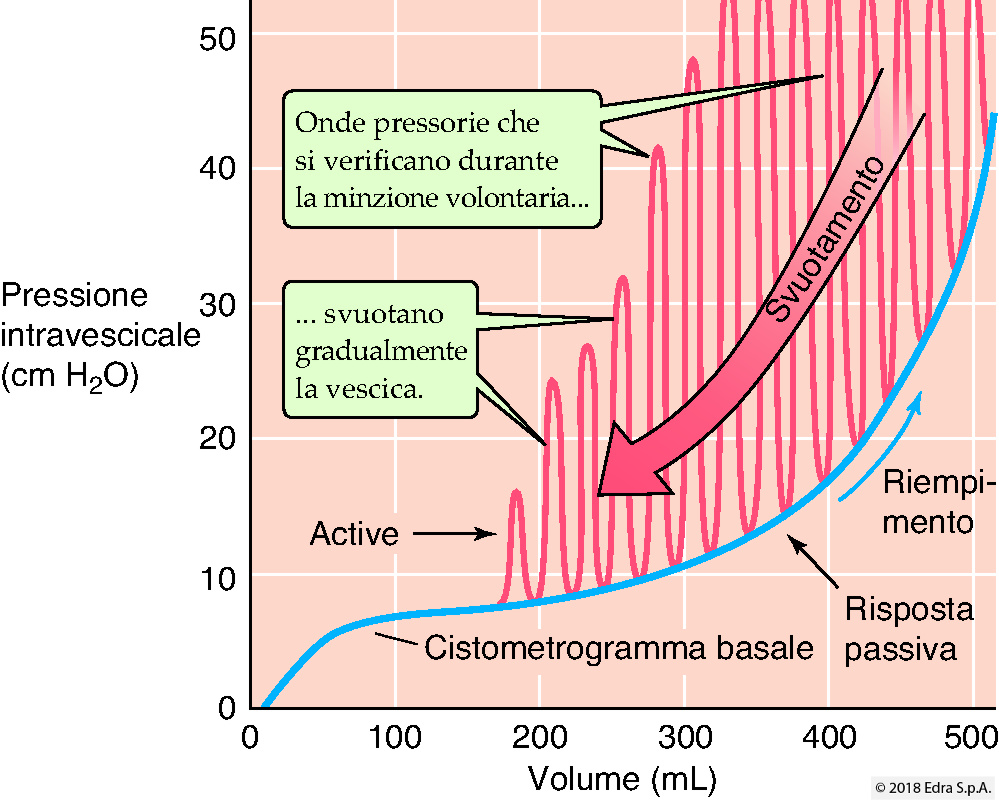 50
40
30
20
10
0
Pressione
intravescicale
(cm H2O)
Onde pressorie che
si verificano durante
la minzione volontaria...
... svuotano
gradualmente
la vescica.
Svuotamento
Active
Riempi-
mento
Risposta
passiva
Cistometrogramma basale
0 100 200 300 400 500
Volume (mL)
© 2018 Edra S.p.A.